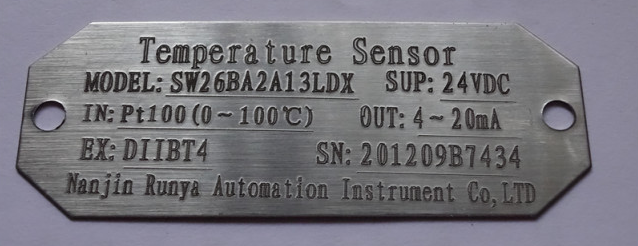 Temperature Sensor
MODEL: SW26BA2A13LDX SUP: 24VDC
IN: Pt100(0~100℃) OUT: 4~20mA
EX: DIIBT4 SN: 201209B7434
Nanjin Runya Automation Instrument Co,LTD